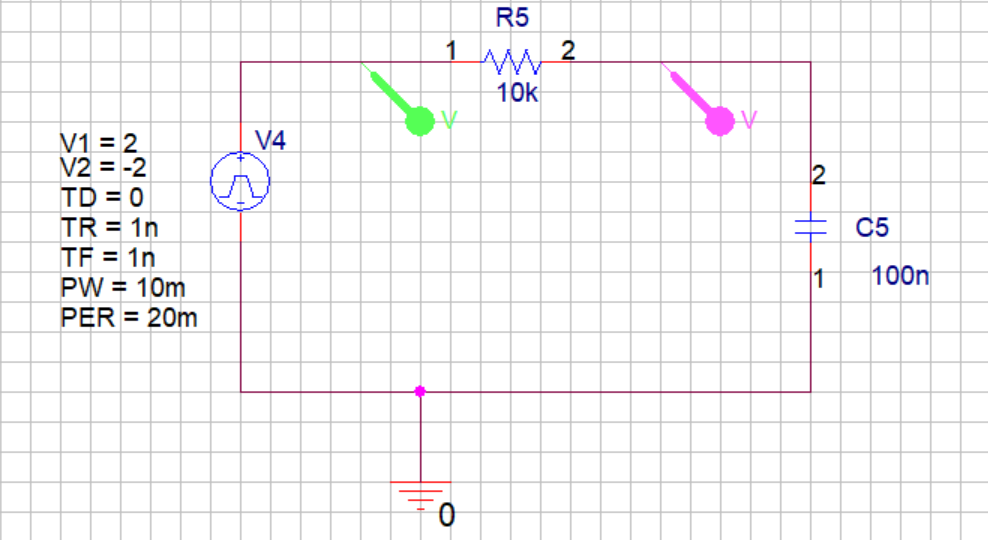 R5
1
2
10k
V
V
V4
V1 = 2
V2 = -2
TD = 0
TR = 1n
TF = 1n
PW = 10m
PER = 20m
2
C5
1
100n
0